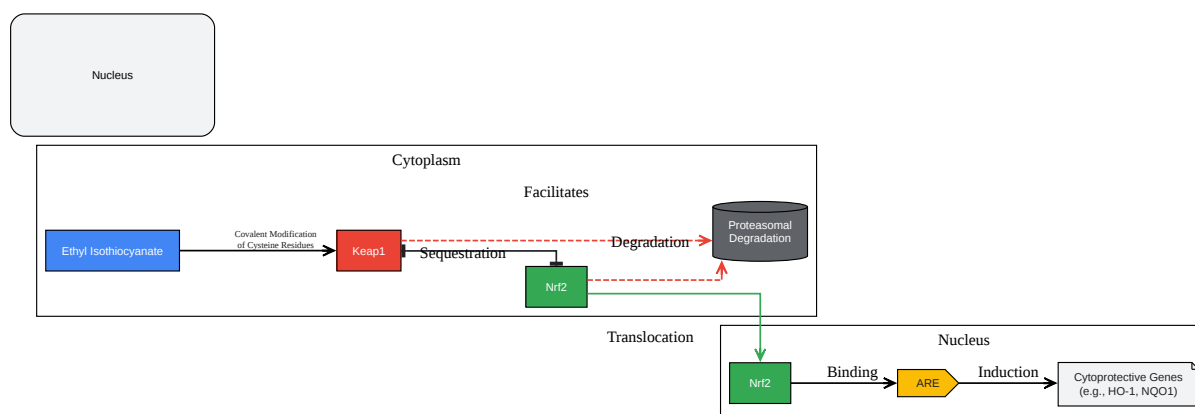 Nucleus
Cytoplasm
Facilitates
Ethyl Isothiocyanate
Covalent Modification
of Cysteine Residues
Keap1
Sequestration
Degradation
Proteasomal
Degradation
Nrf2
Translocation
Nucleus
Nrf2
Binding
ARE
Induction
Cytoprotective Genes
(e.g., HO-1, NQO1)